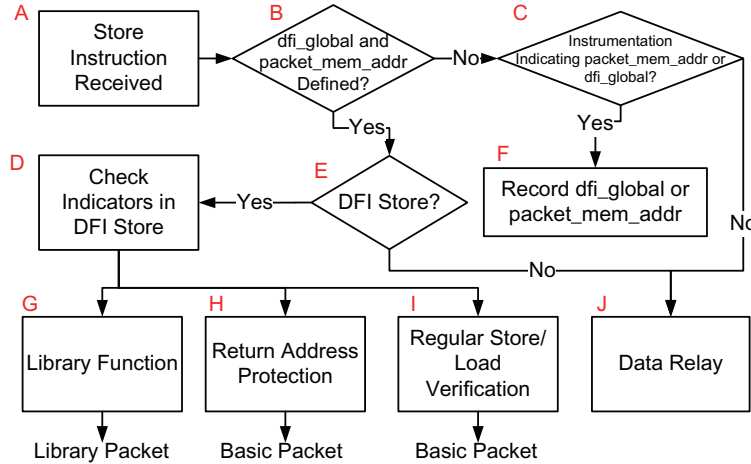 A
Store
Instruction
Received
B
dfi_global and
packet_mem_addr
Defined?
No
C
Instrumentation
Indicating packet_mem_addr or
dfi_global?
Yes
Yes
D
Check
Indicators in
DFI Store
Yes
E
DFI Store?
F
Record dfi_global or
packet_mem_addr
No
No
G
Library Function
H
Return Address
Protection
I
Regular Store/
Load
Verification
J
Data Relay
Library Packet
Basic Packet
Basic Packet